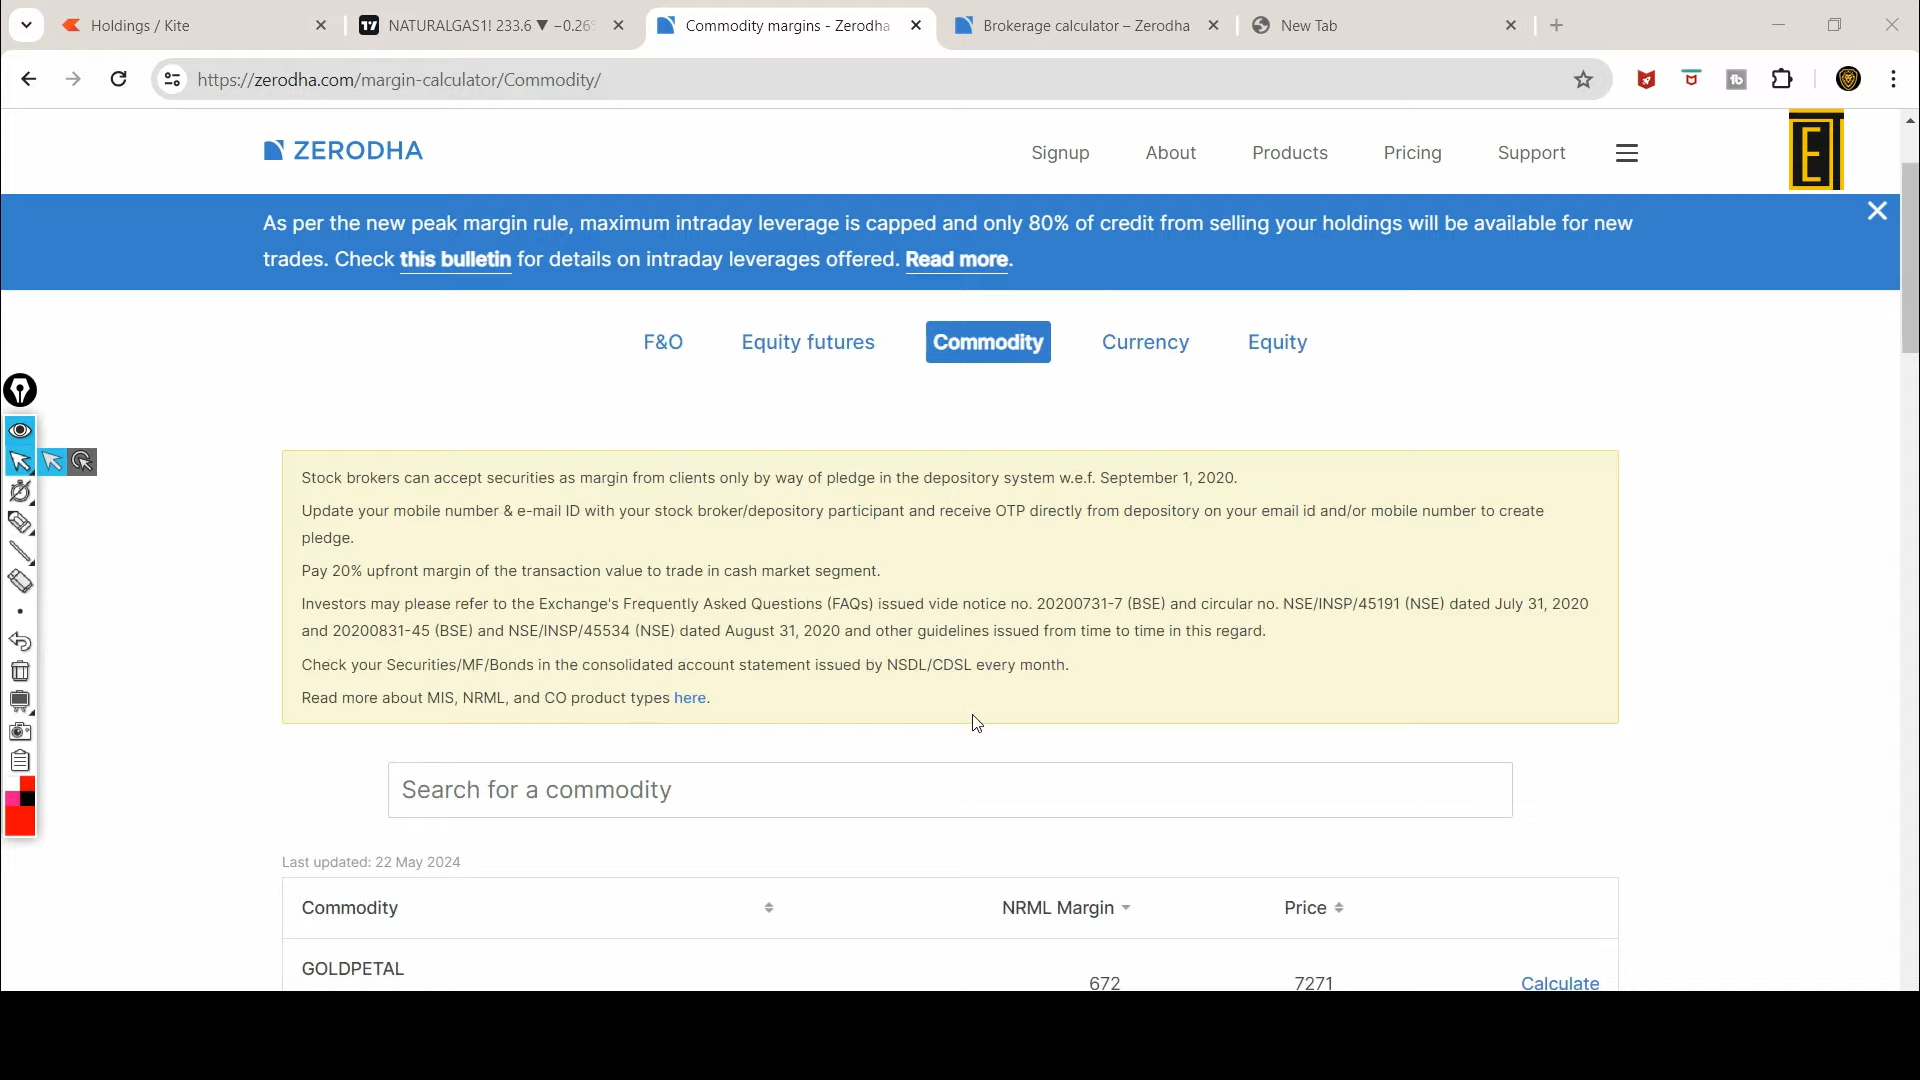 Holdings / Kite
NATURALGAS1! 233.6 ▼ −0.26
Commodity margins - Zerodha
Brokerage calculator – Zerodha
New Tab
https://zerodha.com/margin-calculator/Commodity/
ZERODHA
Signup
About
Products
Pricing
Support
E
As per the new peak margin rule, maximum intraday leverage is capped and only 80% of credit from selling your holdings will be available for new
trades. Check this bulletin for details on intraday leverages offered. Read more.
F&O
Equity futures
Commodity
Currency
Equity
Stock brokers can accept securities as margin from clients only by way of pledge in the depository system w.e.f. September 1, 2020.
Update your mobile number & e-mail ID with your stock broker/depository participant and receive OTP directly from depository on your email id and/or mobile number to create
pledge.
Pay 20% upfront margin of the transaction value to trade in cash market segment.
Investors may please refer to the Exchange's Frequently Asked Questions (FAQs) issued vide notice no. 20200731-7 (BSE) and circular no. NSE/INSP/45191 (NSE) dated July 31, 2020
and 20200831-45 (BSE) and NSE/INSP/45534 (NSE) dated August 31, 2020 and other guidelines issued from time to time in this regard.
Check your Securities/MF/Bonds in the consolidated account statement issued by NSDL/CDSL every month.
Read more about MIS, NRML, and CO product types here.
Search for a commodity
Last updated: 22 May 2024
Commodity
NRML Margin
Price
GOLDPETAL
672
7271
Calculate